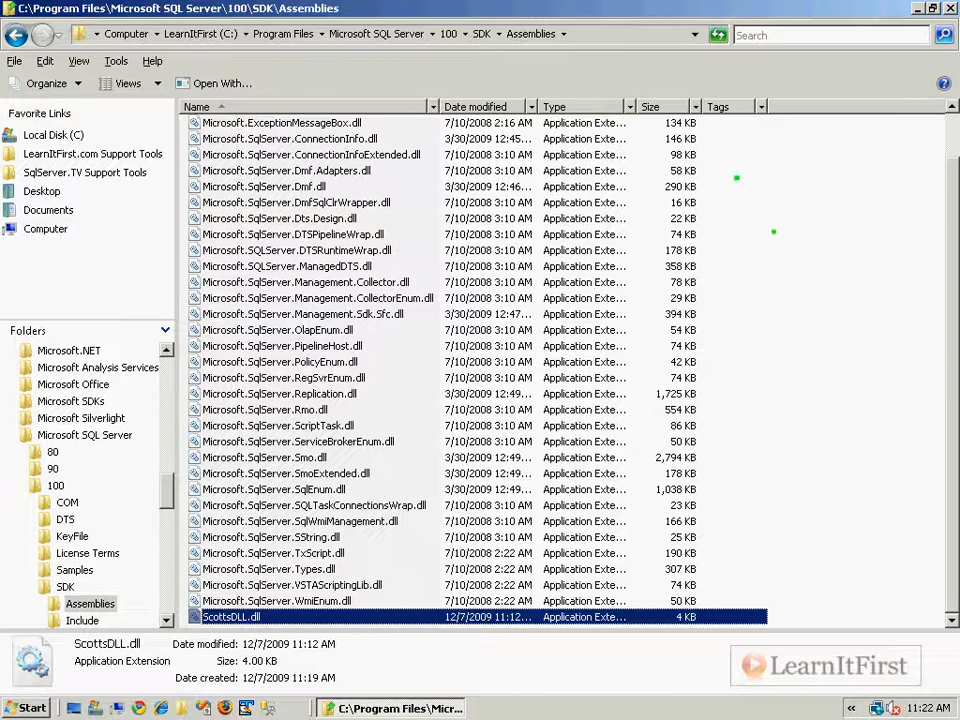 C:\Program Files\Microsoft SQL Server\100\SDK\Assemblies
Computer LearnItFirst (C:) Program Files Microsoft SQL Server 100 SDK Assemblies Search
File Edit View Tools Help
Organize Views Open With...
Favorite Links
Local Disk (C:)
LearnItFirst.com Support Tools
SqlServer.TV Support Tools
Desktop
Documents
Computer
Folders
Microsoft.NET
Microsoft Analysis Services
Microsoft Office
Microsoft SDKs
Microsoft Silverlight
Microsoft SQL Server
80
90
100
COM
DTS
KeyFile
License Terms
Samples
SDK
Assemblies
Include
Name Date modified Type Size Tags
Microsoft.ExceptionMessageBox.dll 7/10/2008 2:16 AM Application Exte... 134 KB
Microsoft.SqlServer.ConnectionInfo.dll 3/30/2009 12:45... Application Exte... 146 KB
Microsoft.SqlServer.ConnectionInfoExtended.dll 7/10/2008 3:10 AM Application Exte... 98 KB
Microsoft.SqlServer.Dmf.Adapters.dll 7/10/2008 3:10 AM Application Exte... 58 KB
Microsoft.SqlServer.Dmf.dll 3/30/2009 12:46... Application Exte... 290 KB
Microsoft.SqlServer.DmfSqlClrWrapper.dll 7/10/2008 3:10 AM Application Exte... 16 KB
Microsoft.SqlServer.Dts.Design.dll 7/10/2008 3:10 AM Application Exte... 22 KB
Microsoft.SqlServer.DTSPipelineWrap.dll 7/10/2008 3:10 AM Application Exte... 74 KB
Microsoft.SQLServer.DTSRuntimeWrap.dll 7/10/2008 3:10 AM Application Exte... 178 KB
Microsoft.SQLServer.ManagedDTS.dll 7/10/2008 3:10 AM Application Exte... 358 KB
Microsoft.SqlServer.Management.Collector.dll 7/10/2008 3:10 AM Application Exte... 78 KB
Microsoft.SqlServer.Management.CollectorEnum.dll 7/10/2008 3:10 AM Application Exte... 29 KB
Microsoft.SqlServer.Management.Sdk.Sfc.dll 3/30/2009 12:47... Application Exte... 394 KB
Microsoft.SqlServer.OlapEnum.dll 7/10/2008 3:10 AM Application Exte... 54 KB
Microsoft.SqlServer.PipelineHost.dll 7/10/2008 3:10 AM Application Exte... 74 KB
Microsoft.SqlServer.PolicyEnum.dll 7/10/2008 3:10 AM Application Exte... 42 KB
Microsoft.SqlServer.RegSvrEnum.dll 7/10/2008 3:10 AM Application Exte... 74 KB
Microsoft.SqlServer.Replication.dll 3/30/2009 12:49... Application Exte... 1,725 KB
Microsoft.SqlServer.Rmo.dll 7/10/2008 3:10 AM Application Exte... 554 KB
Microsoft.SqlServer.ScriptTask.dll 7/10/2008 3:10 AM Application Exte... 86 KB
Microsoft.SqlServer.ServiceBrokerEnum.dll 7/10/2008 3:10 AM Application Exte... 50 KB
Microsoft.SqlServer.Smo.dll 3/30/2009 12:49... Application Exte... 2,794 KB
Microsoft.SqlServer.SmoExtended.dll 3/30/2009 12:49... Application Exte... 178 KB
Microsoft.SqlServer.SqlEnum.dll 3/30/2009 12:49... Application Exte... 1,038 KB
Microsoft.SqlServer.SQLTaskConnectionsWrap.dll 7/10/2008 3:10 AM Application Exte... 23 KB
Microsoft.SqlServer.SqlWmiManagement.dll 7/10/2008 3:10 AM Application Exte... 166 KB
Microsoft.SqlServer.SString.dll 7/10/2008 3:10 AM Application Exte... 25 KB
Microsoft.SqlServer.TxScript.dll 7/10/2008 2:22 AM Application Exte... 190 KB
Microsoft.SqlServer.Types.dll 7/10/2008 2:22 AM Application Exte... 307 KB
Microsoft.SqlServer.VSTAScriptingLib.dll 7/10/2008 2:22 AM Application Exte... 74 KB
Microsoft.SqlServer.WmiEnum.dll 7/10/2008 2:22 AM Application Exte... 50 KB
ScottsDLL.dll 12/7/2009 11:12... Application Exte... 4 KB
ScottsDLL.dll Date modified: 12/7/2009 11:12 AM
Application Extension Size: 4.00 KB
Date created: 12/7/2009 11:19 AM
LearnItFirst
Start C:\Program Files\Micr... « 11:22 AM